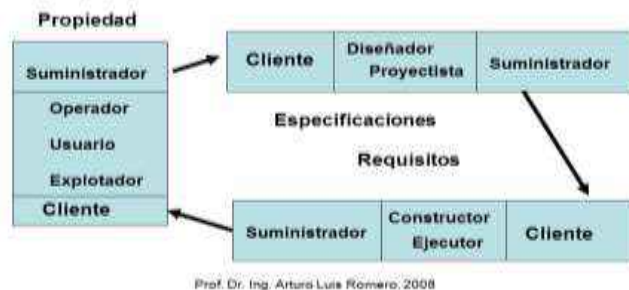 Propiedad
Suministrador
Operador
Usuario
Explotador
Cliente
Cliente
Diseñador
Proyectista
Suministrador
Especificaciones
Requisitos
Suministrador
Constructor
Ejecutor
Cliente
Prof. Dr. Ing. Arturo Luis Romero, 2008